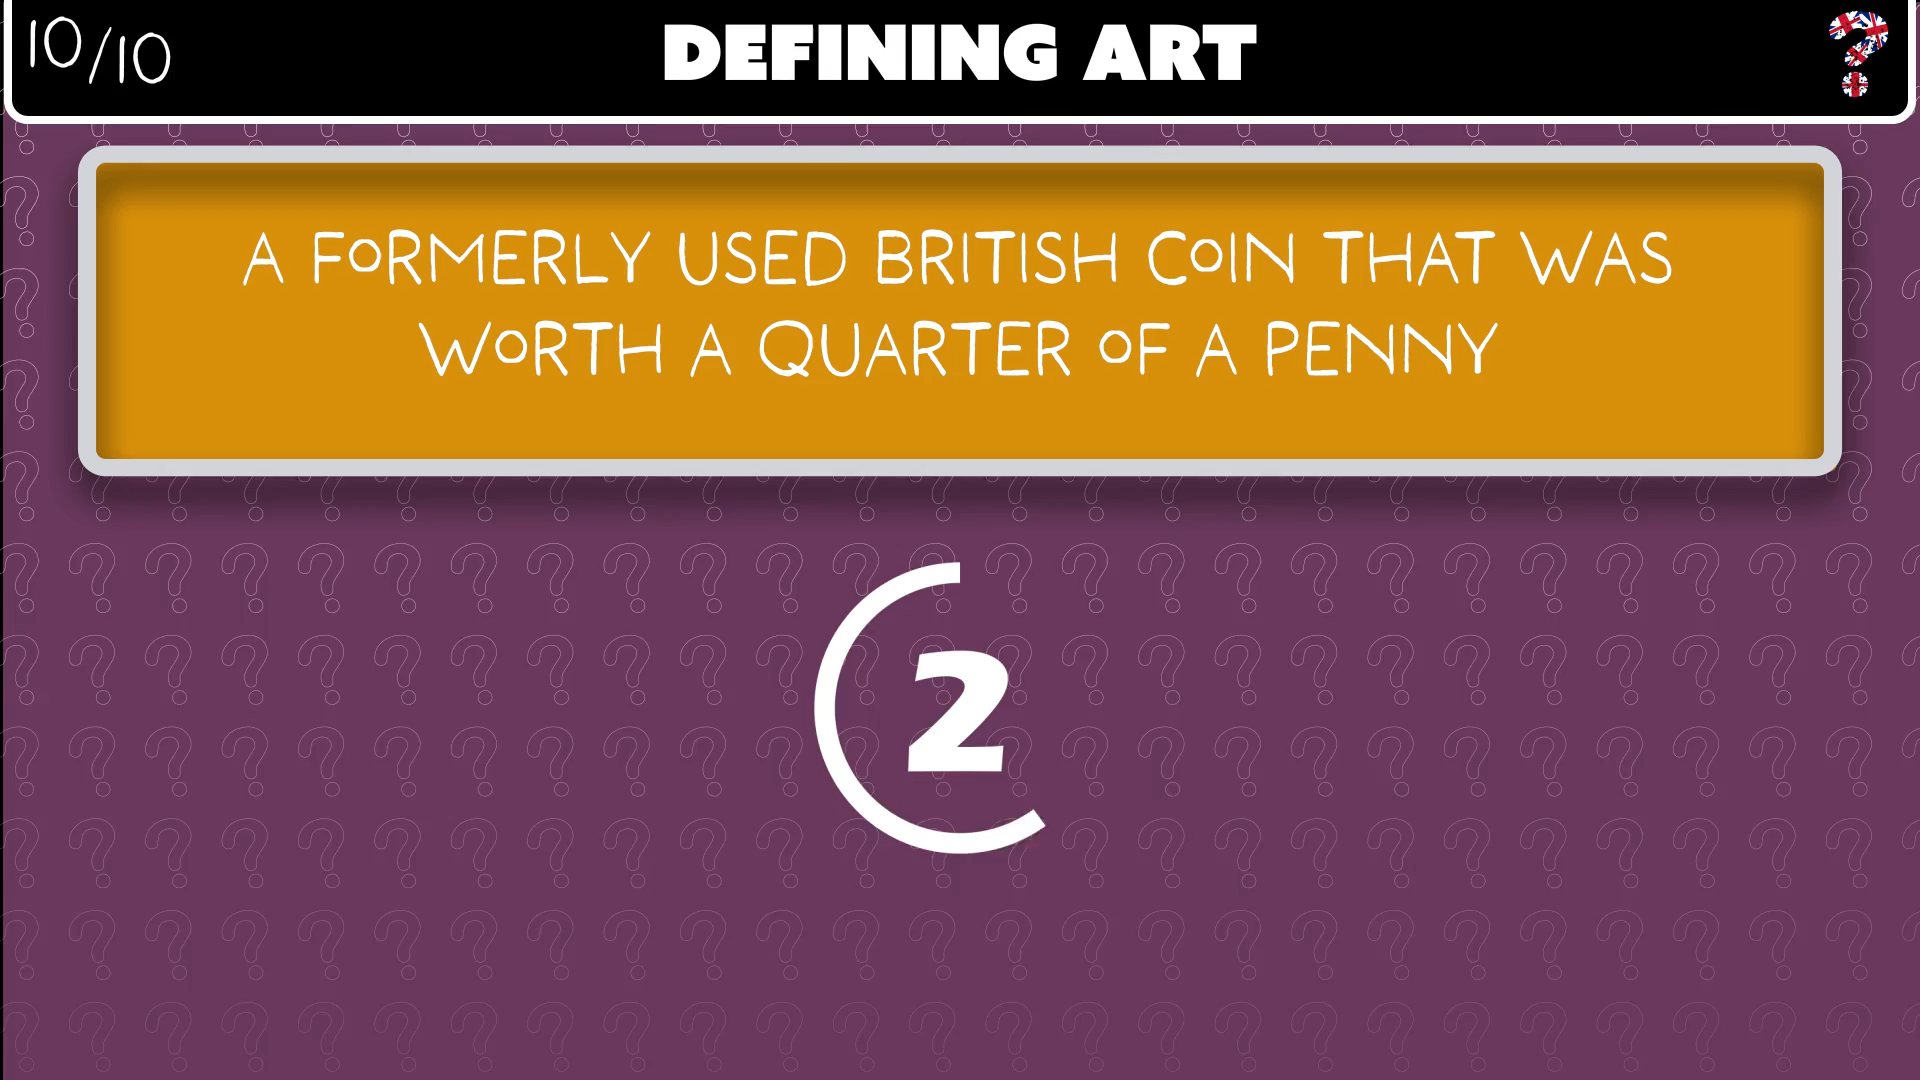 10/10
DEFINING ART
A FORMERLY USED BRITISH COIN THAT WAS
WORTH A QUARTER OF A PENNY
2